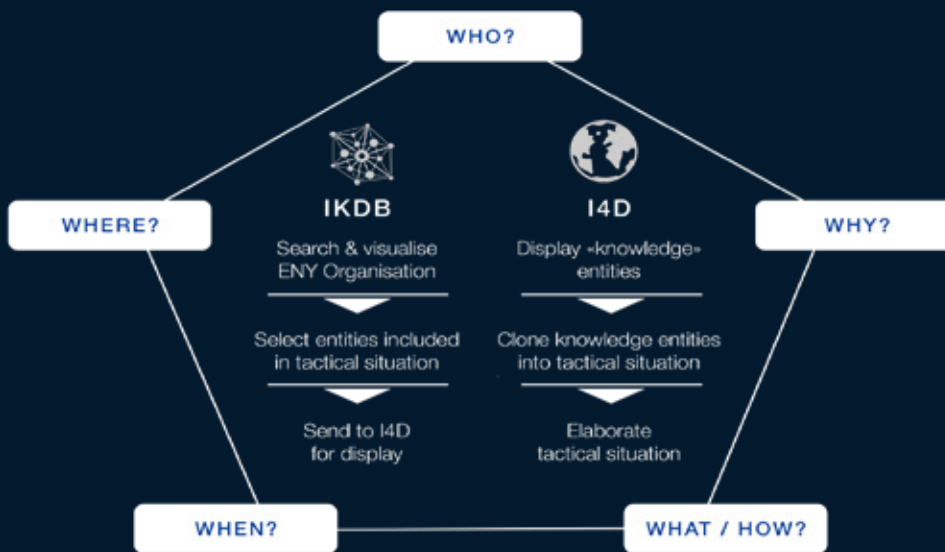 WHO?
WHERE?
WHY?
IKDB
Search & visualise
ENY Organisation
Select entities included
in tactical situation
Send to I4D
for display
I4D
Display «knowledge»
entities
Clone knowledge entities
into tactical situation
Elaborate
tactical situation
WHEN?
WHAT / HOW?